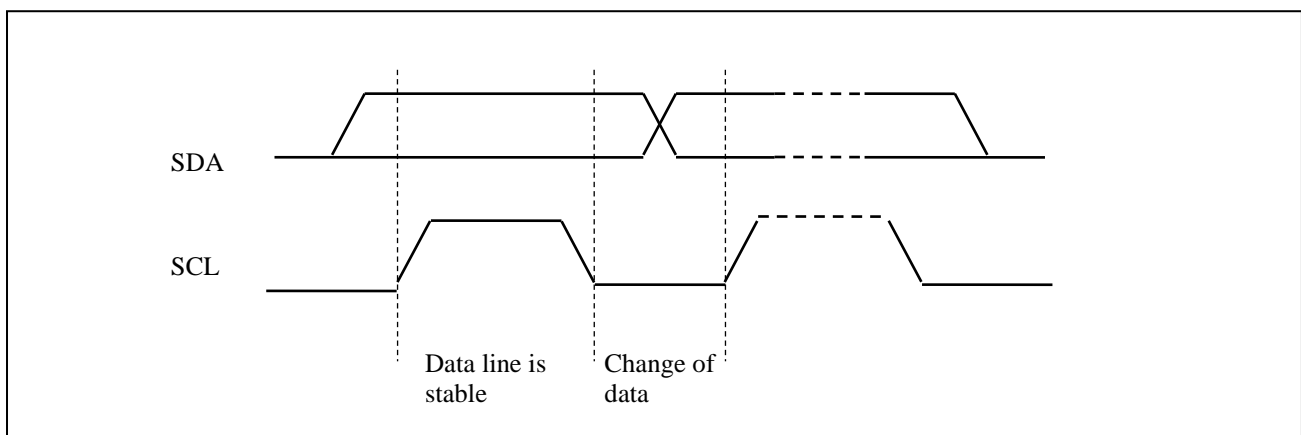 SDA
SCL
Data line is
stable
Change of
data